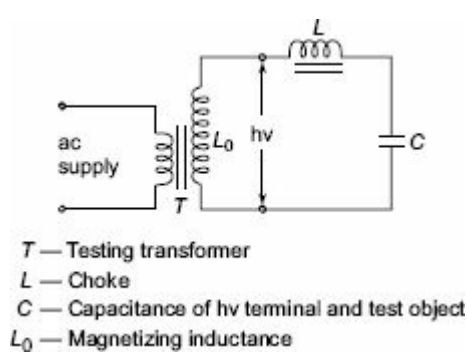 L
ac
supply
L0
hv
C
T
T — Testing transformer
L — Choke
C — Capacitance of hv terminal and test object
L0 — Magnetizing inductance